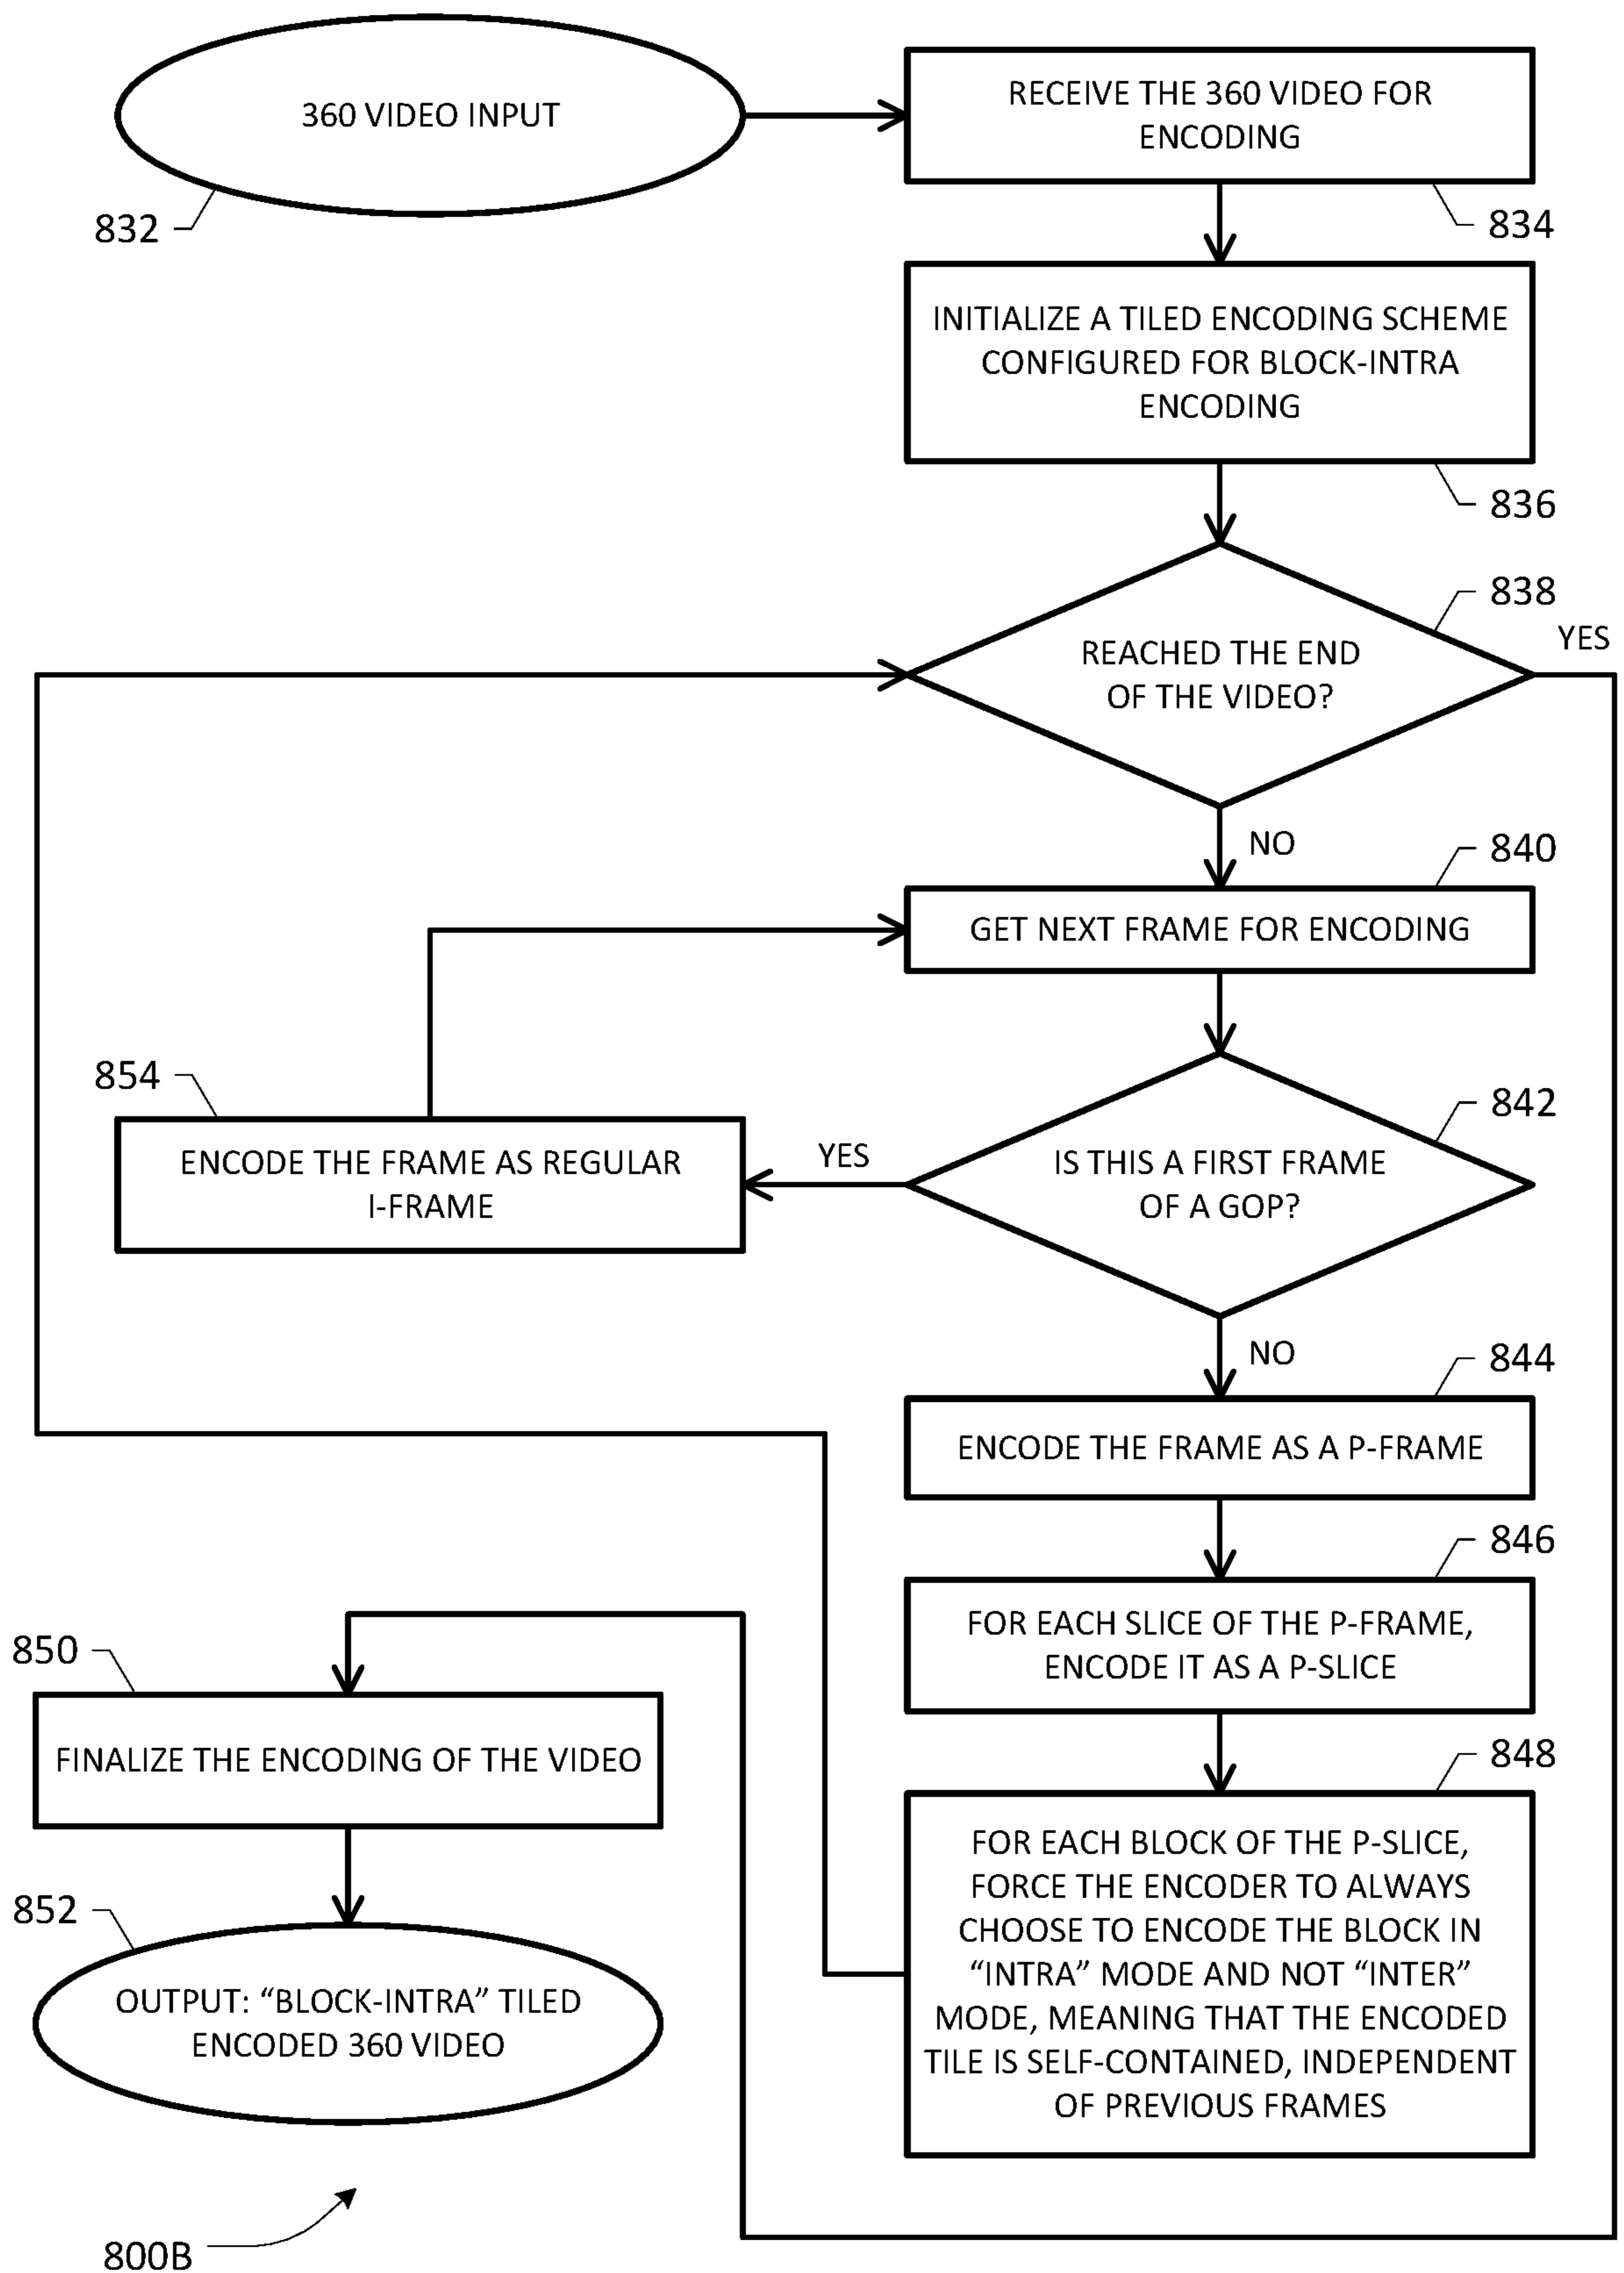 360 VIDEO INPUT
832
RECEIVE THE 360 VIDEO FOR
ENCODING
834
INITIALIZE A TILED ENCODING SCHEME
CONFIGURED FOR BLOCK-INTRA
ENCODING
836
838
YES
REACHED THE END
OF THE VIDEO?
NO
840
GET NEXT FRAME FOR ENCODING
854
ENCODE THE FRAME AS REGULAR
I-FRAME
YES
842
IS THIS A FIRST FRAME
OF A GOP?
NO
844
ENCODE THE FRAME AS A P-FRAME
846
FOR EACH SLICE OF THE P-FRAME,
ENCODE IT AS A P-SLICE
848
FOR EACH BLOCK OF THE P-SLICE,
FORCE THE ENCODER TO ALWAYS
CHOOSE TO ENCODE THE BLOCK IN
“INTRA” MODE AND NOT “INTER”
MODE, MEANING THAT THE ENCODED
TILE IS SELF-CONTAINED, INDEPENDENT
OF PREVIOUS FRAMES
850
FINALIZE THE ENCODING OF THE VIDEO
852
OUTPUT: “BLOCK-INTRA” TILED
ENCODED 360 VIDEO
800B